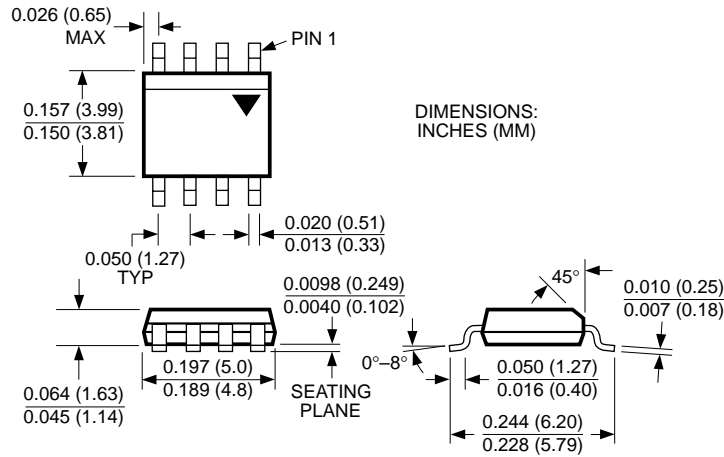 0.026 (0.65)
MAX
PIN 1
0.157 (3.99)
0.150 (3.81)
DIMENSIONS:
INCHES (MM)
0.020 (0.51)
0.013 (0.33)
0.050 (1.27)
TYP
0.0098 (0.249)
0.0040 (0.102)
45°
0.010 (0.25)
0.007 (0.18)
0°–8°
0.197 (5.0)
0.189 (4.8)
SEATING
PLANE
0.050 (1.27)
0.016 (0.40)
0.064 (1.63)
0.045 (1.14)
0.244 (6.20)
0.228 (5.79)